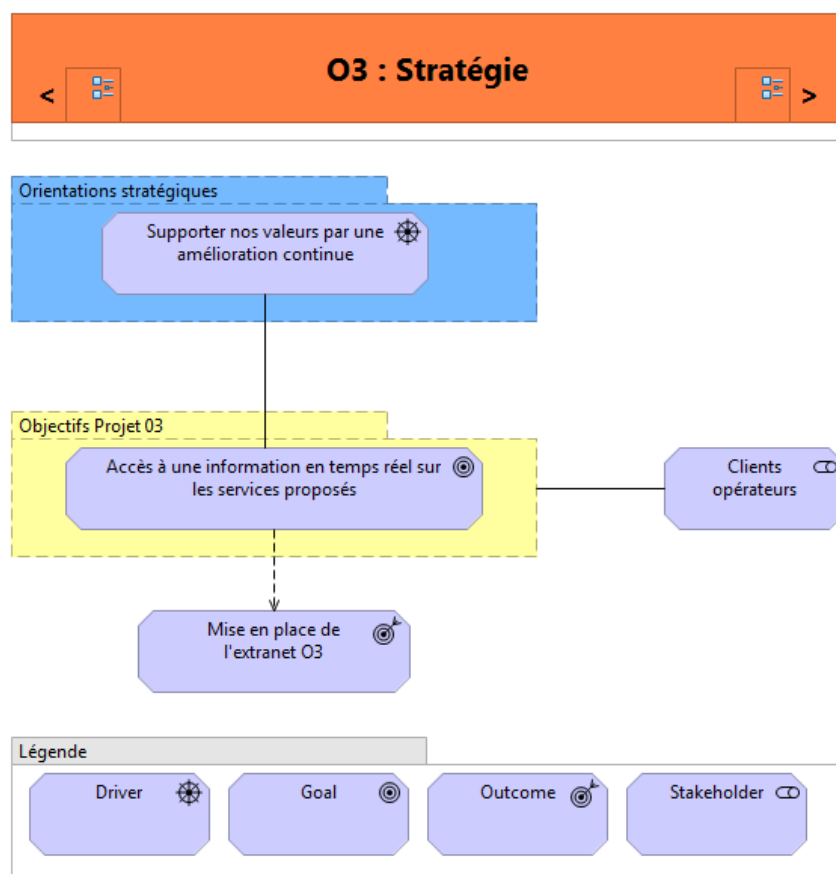 O3 : Stratégie
< >
Orientations stratégiques
Supporter nos valeurs par une
amélioration continue
Objectifs Projet 03
Accès à une information en temps réel sur
les services proposés
Clients
opérateurs
Mise en place de
l'extranet O3
Légende
Driver
Goal
Outcome
Stakeholder